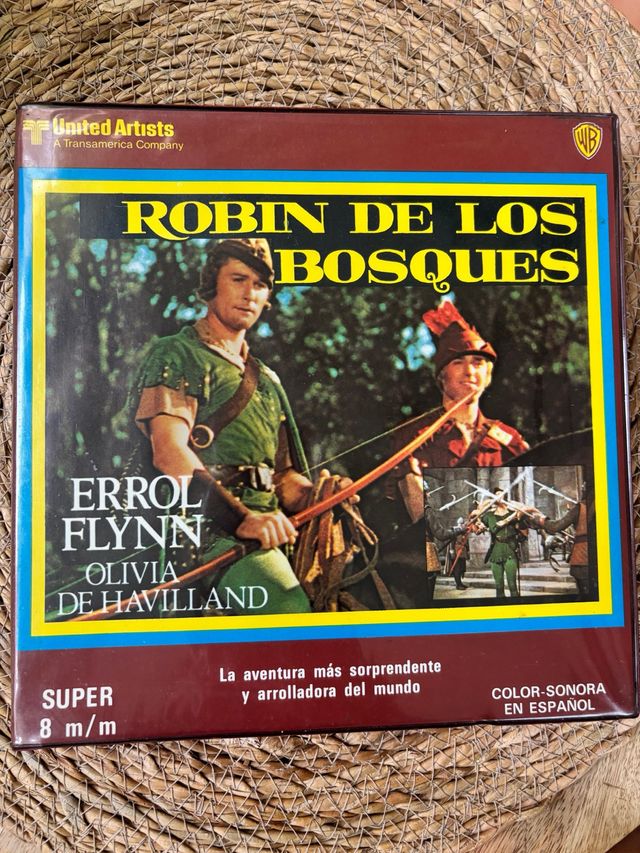 United Artists
A Transamerica Company
WB
ROBIN DE LOS
BOSQUES
ERROL
FLYNN
OLIVIA
DE HAVILLAND
SUPER
8 m/m
La aventura más sorprendente
y arrolladora del mundo
COLOR-SONORA
EN ESPAÑOL